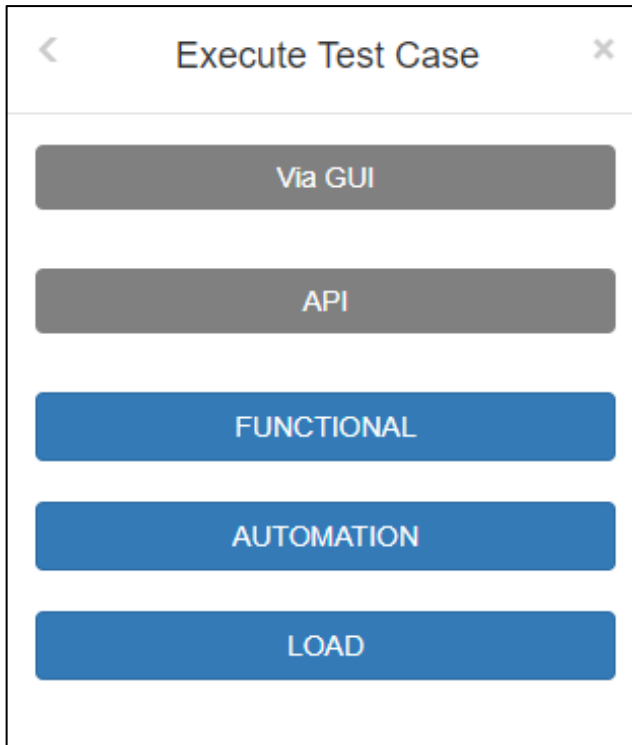 Execute Test Case
Via GUI
API
FUNCTIONAL
AUTOMATION
LOAD